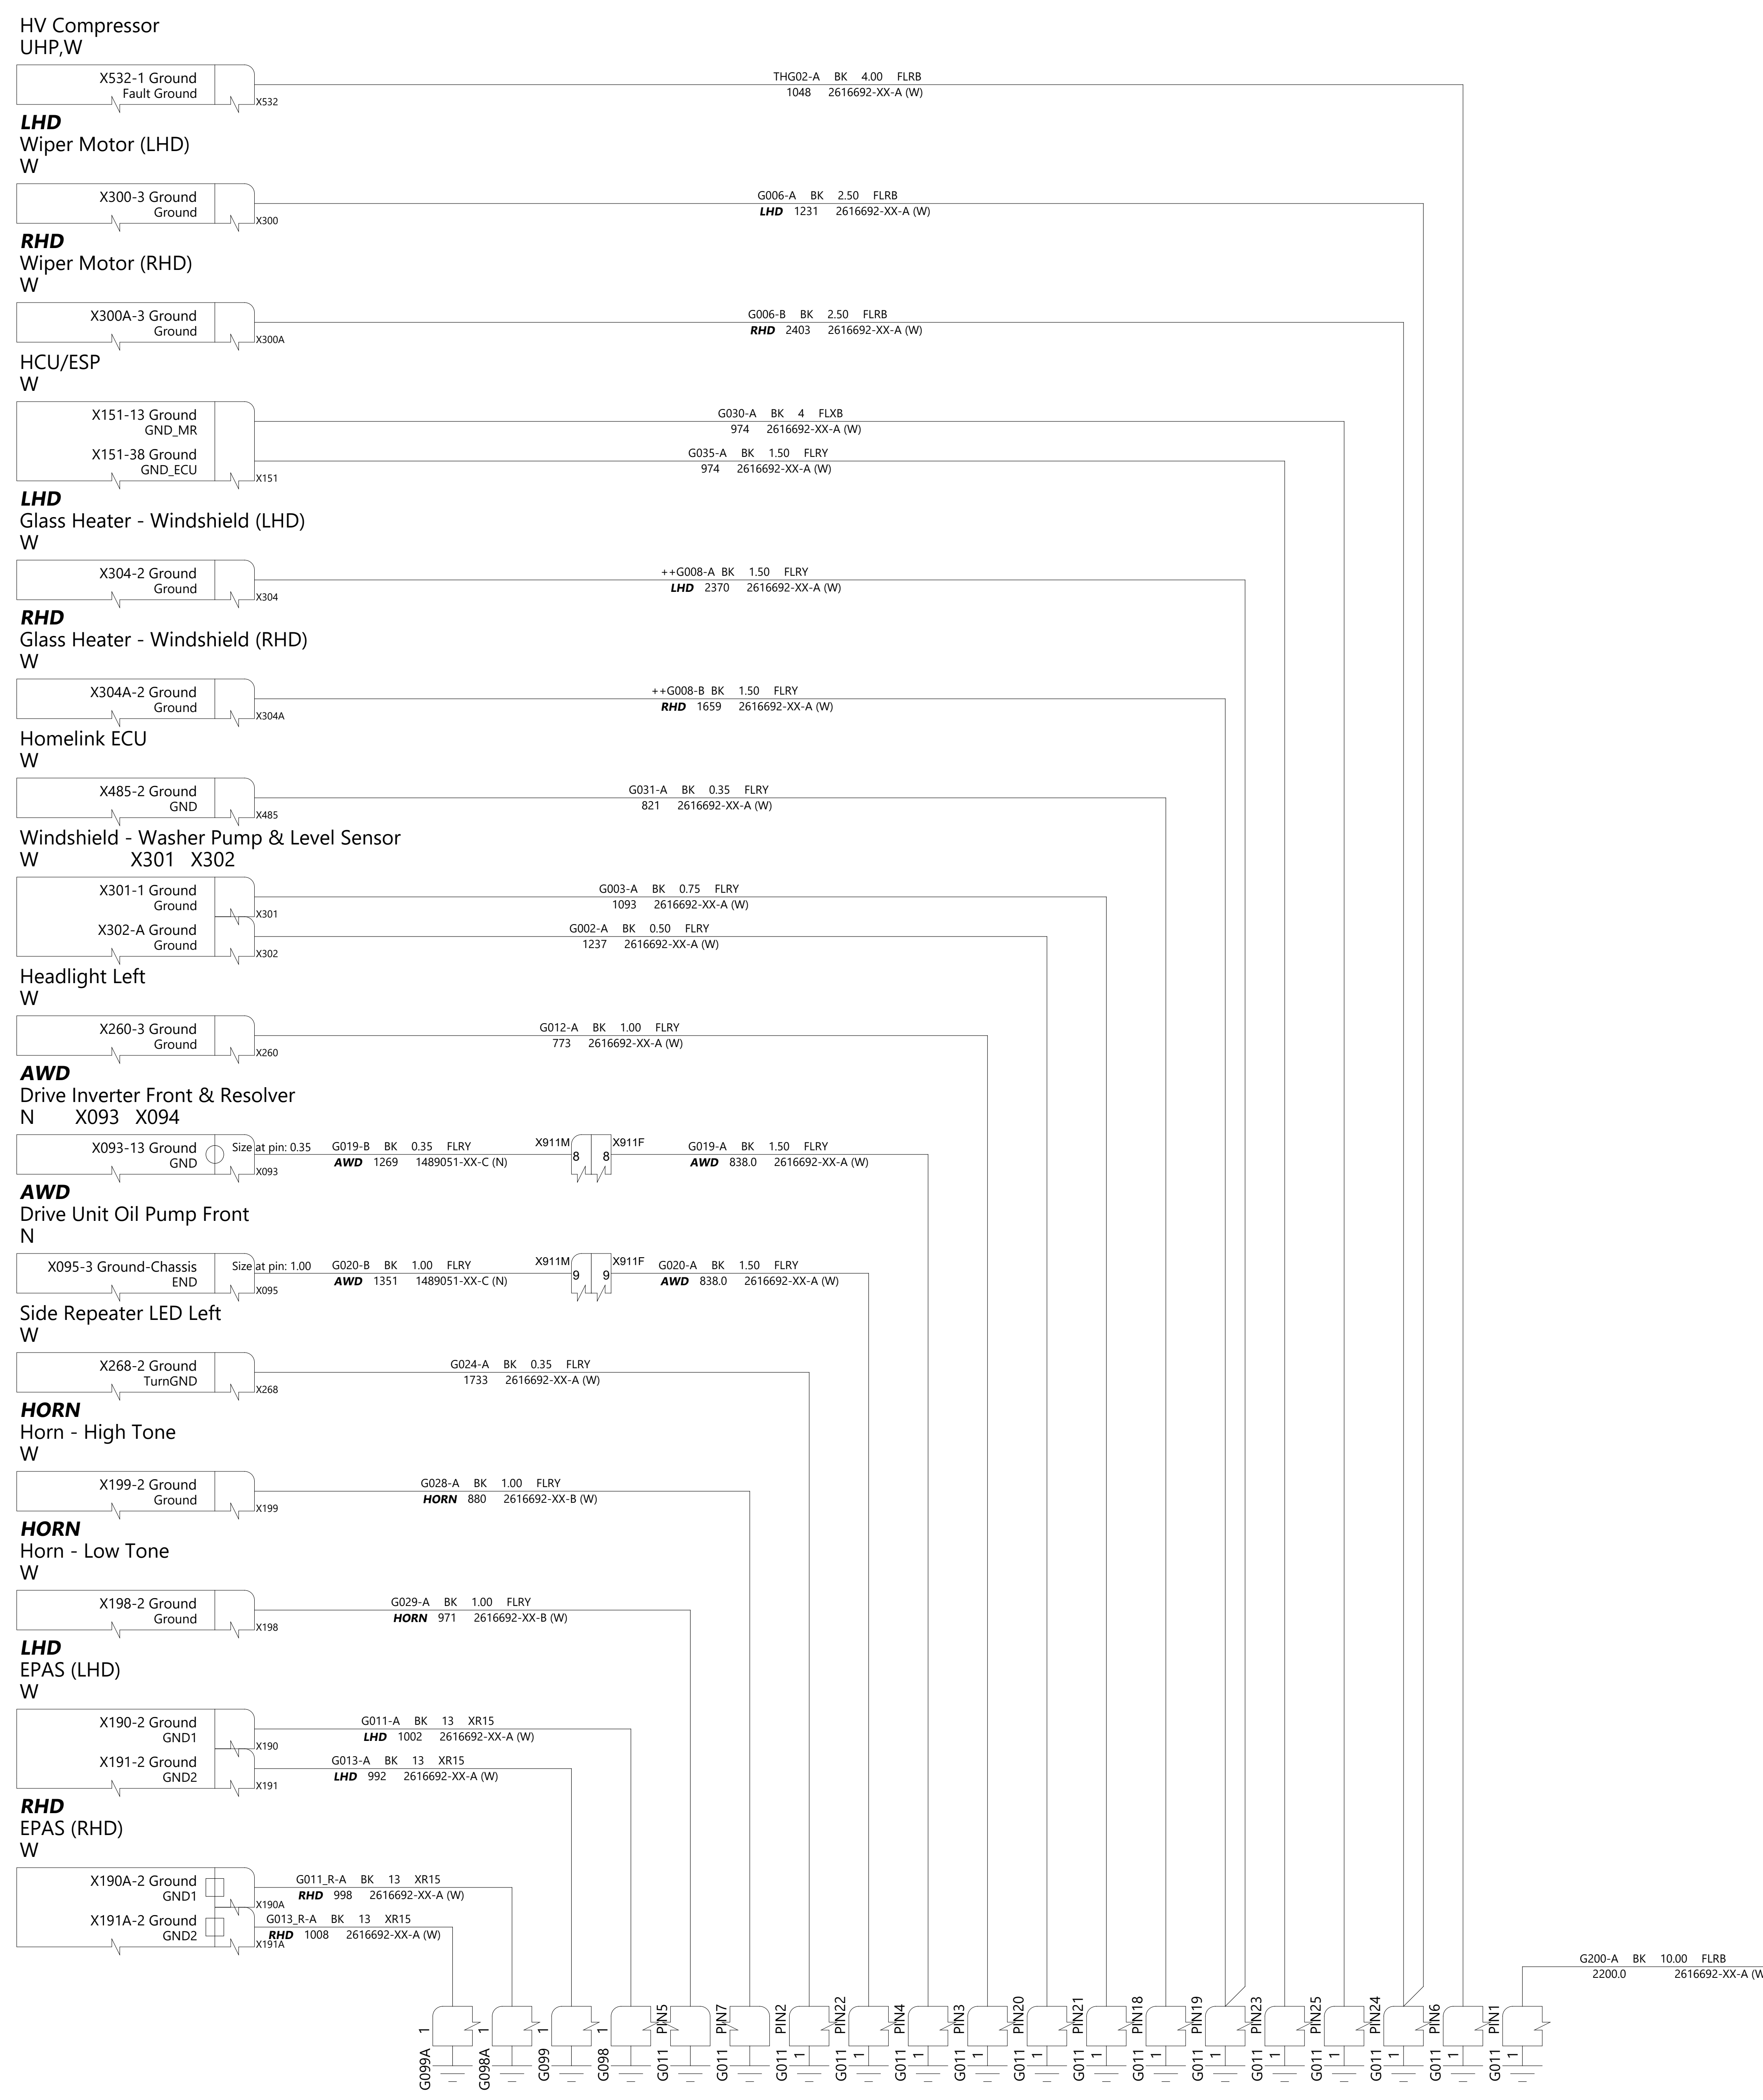 HV Compressor
UHP,W
X532-1 Ground
Fault Ground
X532
THG02-A BK 4.00 FLRB
1048 2616692-XX-A (W)
LHD
Wiper Motor (LHD)
W
X300-3 Ground
Ground
X300
G006-A BK 2.50 FLRB
LHD 1231 2616692-XX-A (W)
RHD
Wiper Motor (RHD)
W
X300A-3 Ground
Ground
X300A
G006-B BK 2.50 FLRB
RHD 2403 2616692-XX-A (W)
HCU/ESP
W
X151-13 Ground
GND_MR
G030-A BK 4 FLXB
974 2616692-XX-A (W)
X151-38 Ground
GND_ECU
X151
G035-A BK 1.50 FLRY
974 2616692-XX-A (W)
LHD
Glass Heater - Windshield (LHD)
W
X304-2 Ground
Ground
X304
++G008-A BK 1.50 FLRY
LHD 2370 2616692-XX-A (W)
RHD
Glass Heater - Windshield (RHD)
W
X304A-2 Ground
Ground
X304A
++G008-B BK 1.50 FLRY
RHD 1659 2616692-XX-A (W)
Homelink ECU
W
X485-2 Ground
GND
X485
G031-A BK 0.35 FLRY
821 2616692-XX-A (W)
Windshield - Washer Pump & Level Sensor
W X301 X302
X301-1 Ground
Ground
X301
G003-A BK 0.75 FLRY
1093 2616692-XX-A (W)
X302-A Ground
Ground
X302
G002-A BK 0.50 FLRY
1237 2616692-XX-A (W)
Headlight Left
W
X260-3 Ground
Ground
X260
G012-A BK 1.00 FLRY
773 2616692-XX-A (W)
AWD
Drive Inverter Front & Resolver
N X093 X094
X093-13 Ground
GND
X093
Size at pin: 0.35 G019-B BK 0.35 FLRY
AWD 1269 1489051-XX-C (N)
X911M 8 8 X911F
G019-A BK 1.50 FLRY
AWD 838.0 2616692-XX-A (W)
AWD
Drive Unit Oil Pump Front
N
X095-3 Ground-Chassis
END
X095
Size at pin: 1.00 G020-B BK 1.00 FLRY
AWD 1351 1489051-XX-C (N)
X911M 9 9 X911F
G020-A BK 1.50 FLRY
AWD 838.0 2616692-XX-A (W)
Side Repeater LED Left
W
X268-2 Ground
TurnGND
X268
G024-A BK 0.35 FLRY
1733 2616692-XX-A (W)
HORN
Horn - High Tone
W
X199-2 Ground
Ground
X199
G028-A BK 1.00 FLRY
HORN 880 2616692-XX-B (W)
HORN
Horn - Low Tone
W
X198-2 Ground
Ground
X198
G029-A BK 1.00 FLRY
HORN 971 2616692-XX-B (W)
LHD
EPAS (LHD)
W
X190-2 Ground
GND1
X190
G011-A BK 13 XR15
LHD 1002 2616692-XX-A (W)
X191-2 Ground
GND2
X191
G013-A BK 13 XR15
LHD 992 2616692-XX-A (W)
RHD
EPAS (RHD)
W
X190A-2 Ground
GND1
X190A
G011_R-A BK 13 XR15
RHD 998 2616692-XX-A (W)
X191A-2 Ground
GND2
X191A
G013_R-A BK 13 XR15
RHD 1008 2616692-XX-A (W)
G200-A BK 10.00 FLRB
2200.0 2616692-XX-A (W
G099A 1
G098A 1
G099 1
G098 1
G011 PIN5
G011 PIN7
G011 PIN2 1
G011 PIN22 1
G011 PIN4 1
G011 PIN3 1
G011 PIN20 1
G011 PIN21 1
G011 PIN18 1
G011 PIN19 1
G011 PIN23 1
G011 PIN25 1
G011 PIN24 1
G011 PIN6 1
G011 PIN1 1